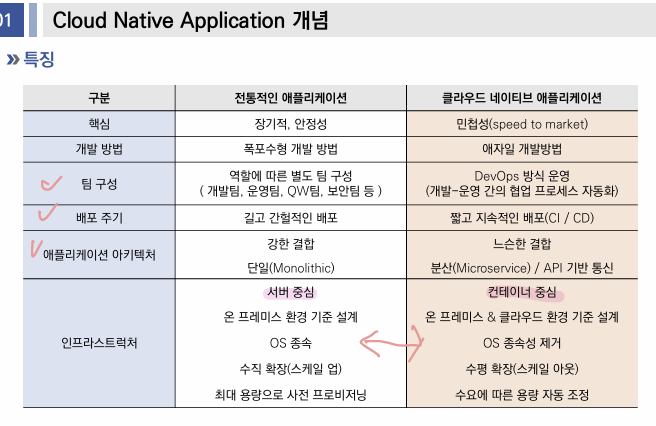 01 Cloud Native Application 개념
특징
구분 전통적인 애플리케이션 클라우드 네이티브 애플리케이션
핵심 장기적, 안정성 민첩성(speed to market)
개발 방법 폭포수형 개발 방법 애자일 개발방법
팀 구성 역할에 따른 별도 팀 구성 DevOps 방식 운영
( 개발팀, 운영팀, QW팀, 보안팀 등 ) (개발-운영 간의 협업 프로세스 자동화)
배포 주기 길고 간헐적인 배포 짧고 지속적인 배포(CI / CD)
애플리케이션 아키텍처 강한 결합 느슨한 결합
단일(Monolithic) 분산(Microservice) / API 기반 통신
인프라스트럭처 서버 중심 컨테이너 중심
온 프레미스 환경 기준 설계 온 프레미스 & 클라우드 환경 기준 설계
OS 종속 OS 종속성 제거
수직 확장(스케일 업) 수평 확장(스케일 아웃)
최대 용량으로 사전 프로비저닝 수요에 따른 용량 자동 조정